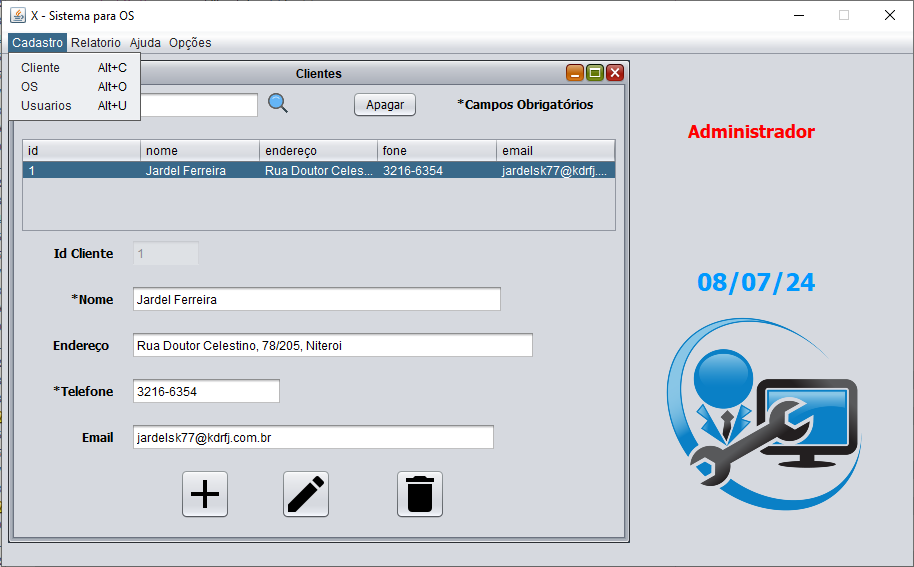 X - Sistema para OS
Cadastro Relatorio Ajuda Opções
Cliente Alt+C
OS Alt+O
Usuarios Alt+U
Clientes
Apagar
*Campos Obrigatórios
id nome endereço fone email
1 Jardel Ferreira Rua Doutor Celes... 3216-6354 jardelsk77@kdrfj....
Id Cliente 1
*Nome Jardel Ferreira
Endereço Rua Doutor Celestino, 78/205, Niteroi
*Telefone 3216-6354
Email jardelsk77@kdrfj.com.br
Administrador
08/07/24